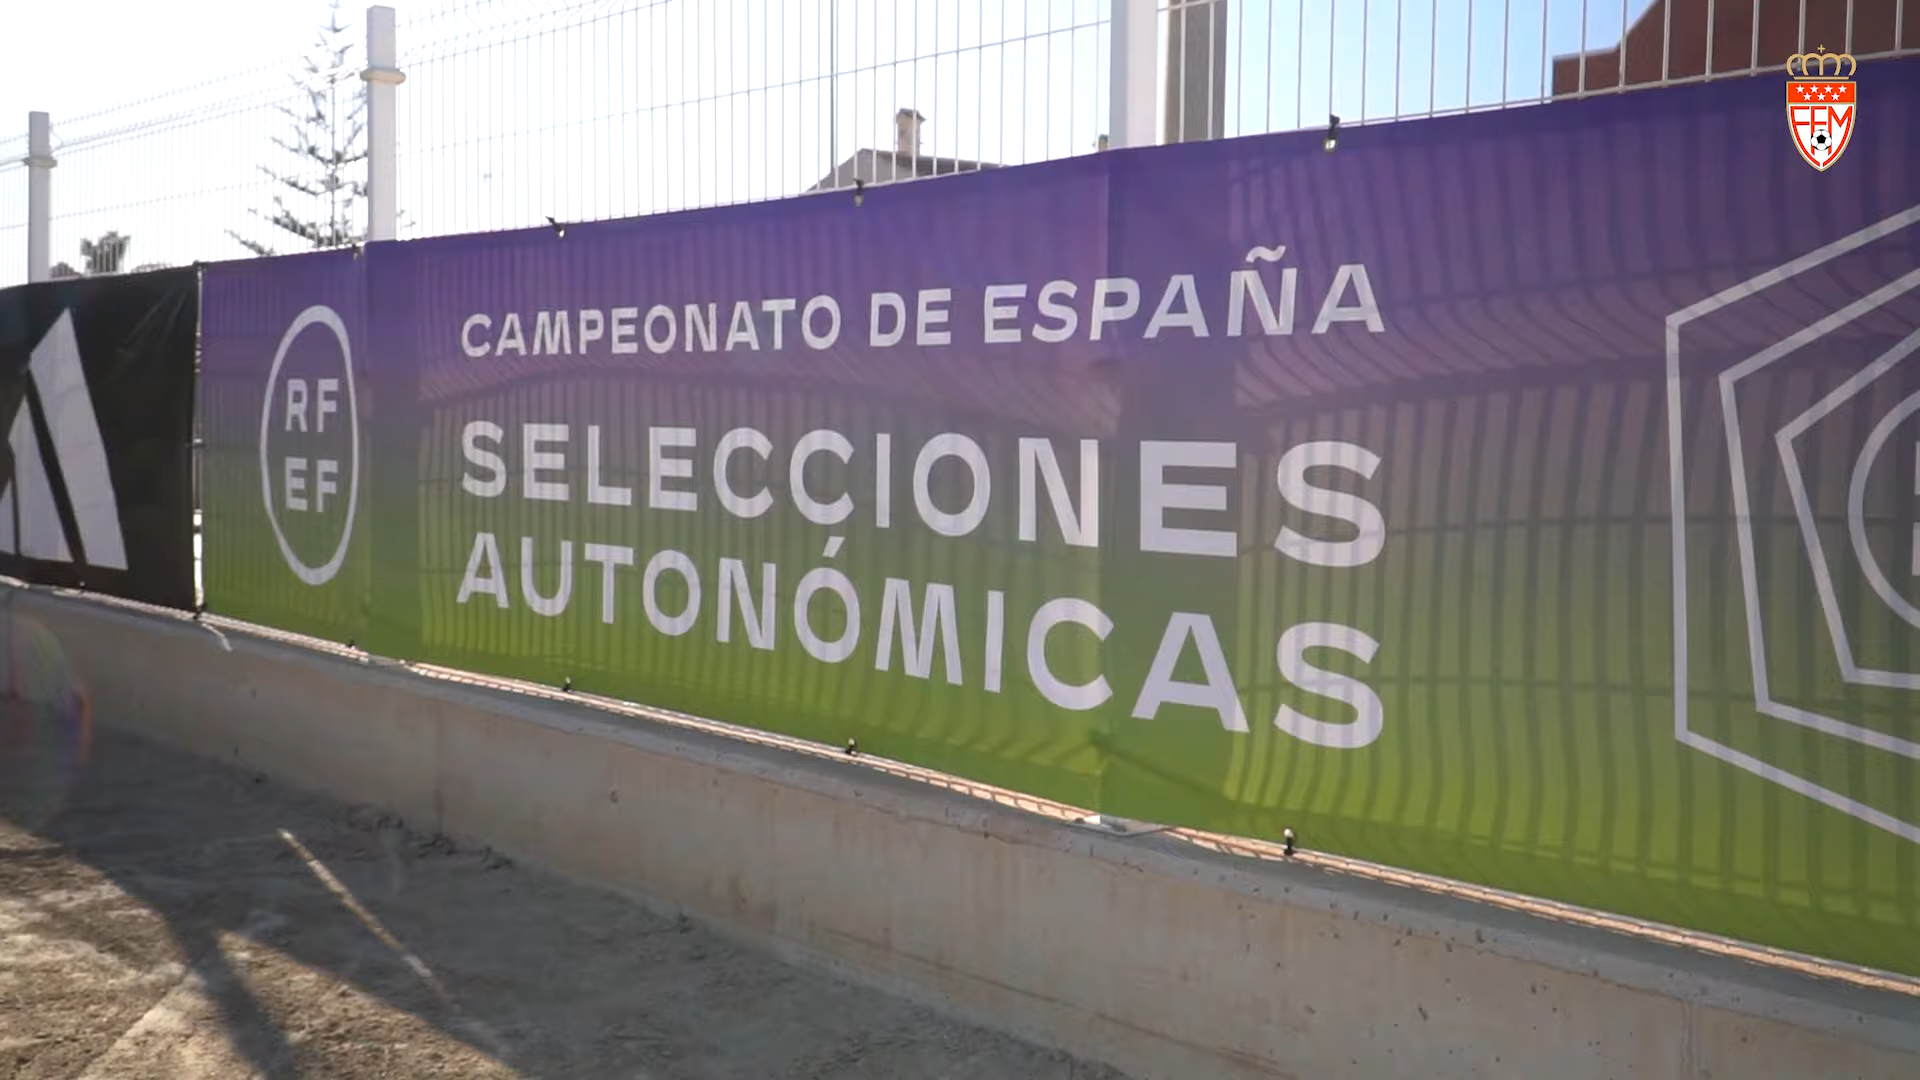 RF
EF
CAMPEONATO DE ESPAÑA
SELECCIONES
AUTONÓMICAS
FFM